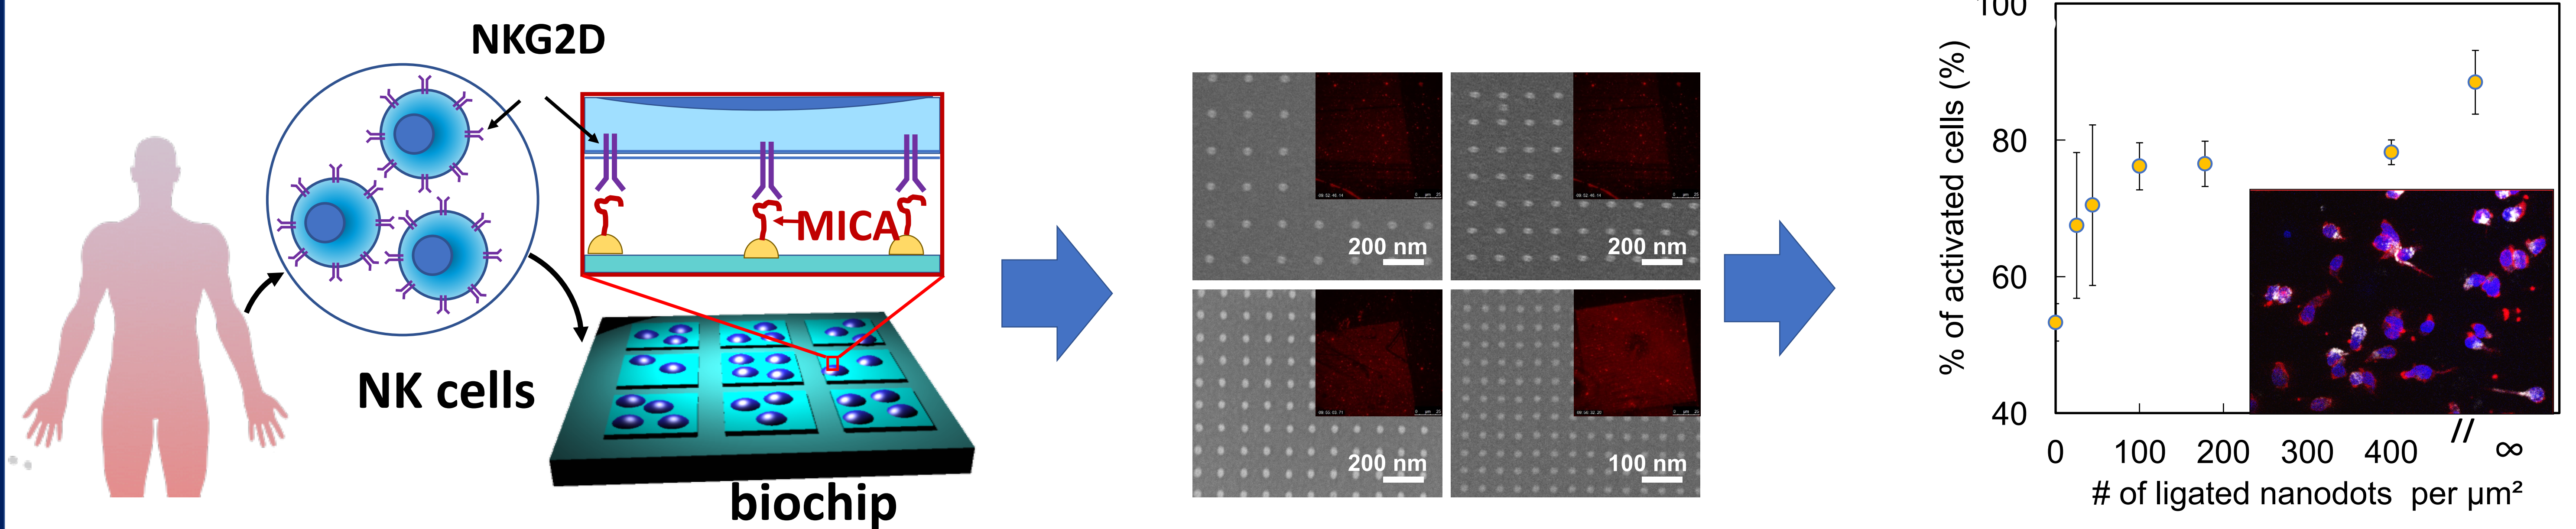 NKG2D
MICA
NK cells
biochip
200 nm
200 nm
200 nm
100 nm
% of activated cells (%)
100
80
60
40
0
100
200
300
400
//
∞
# of ligated nanodots per µm²